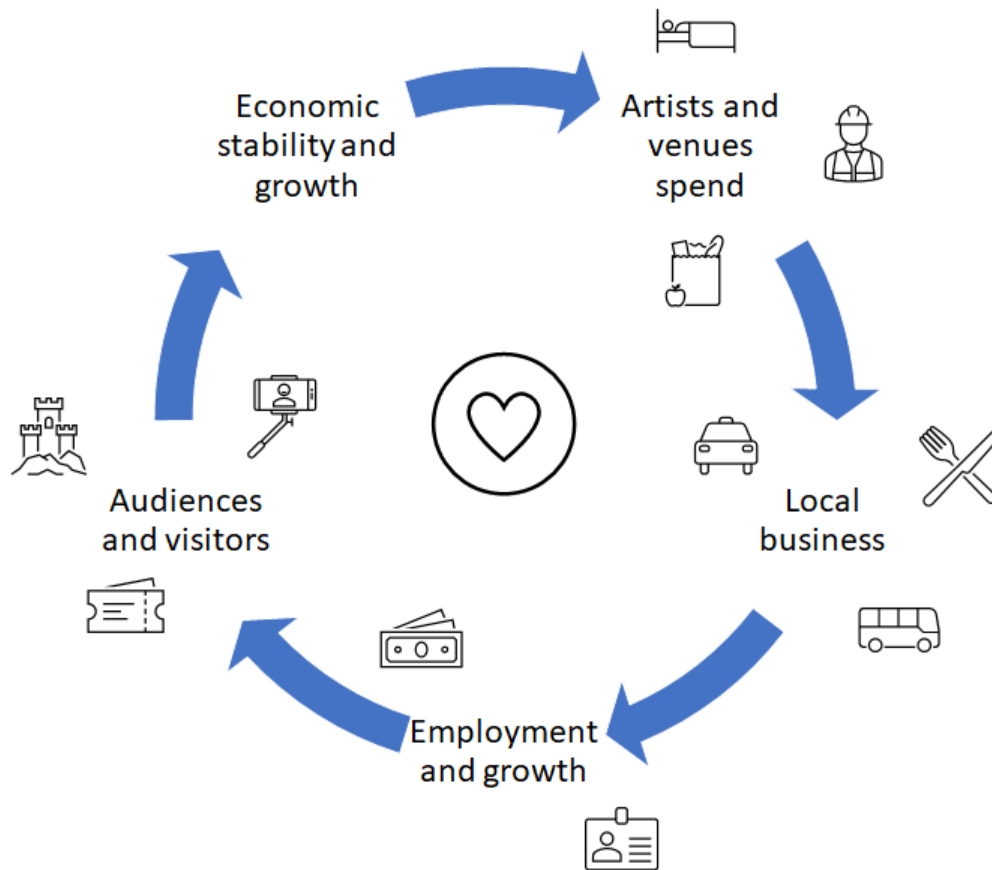 Economic
stability and
growth
Artists and
venues
spend
Local
business
Employment
and growth
Audiences
and visitors